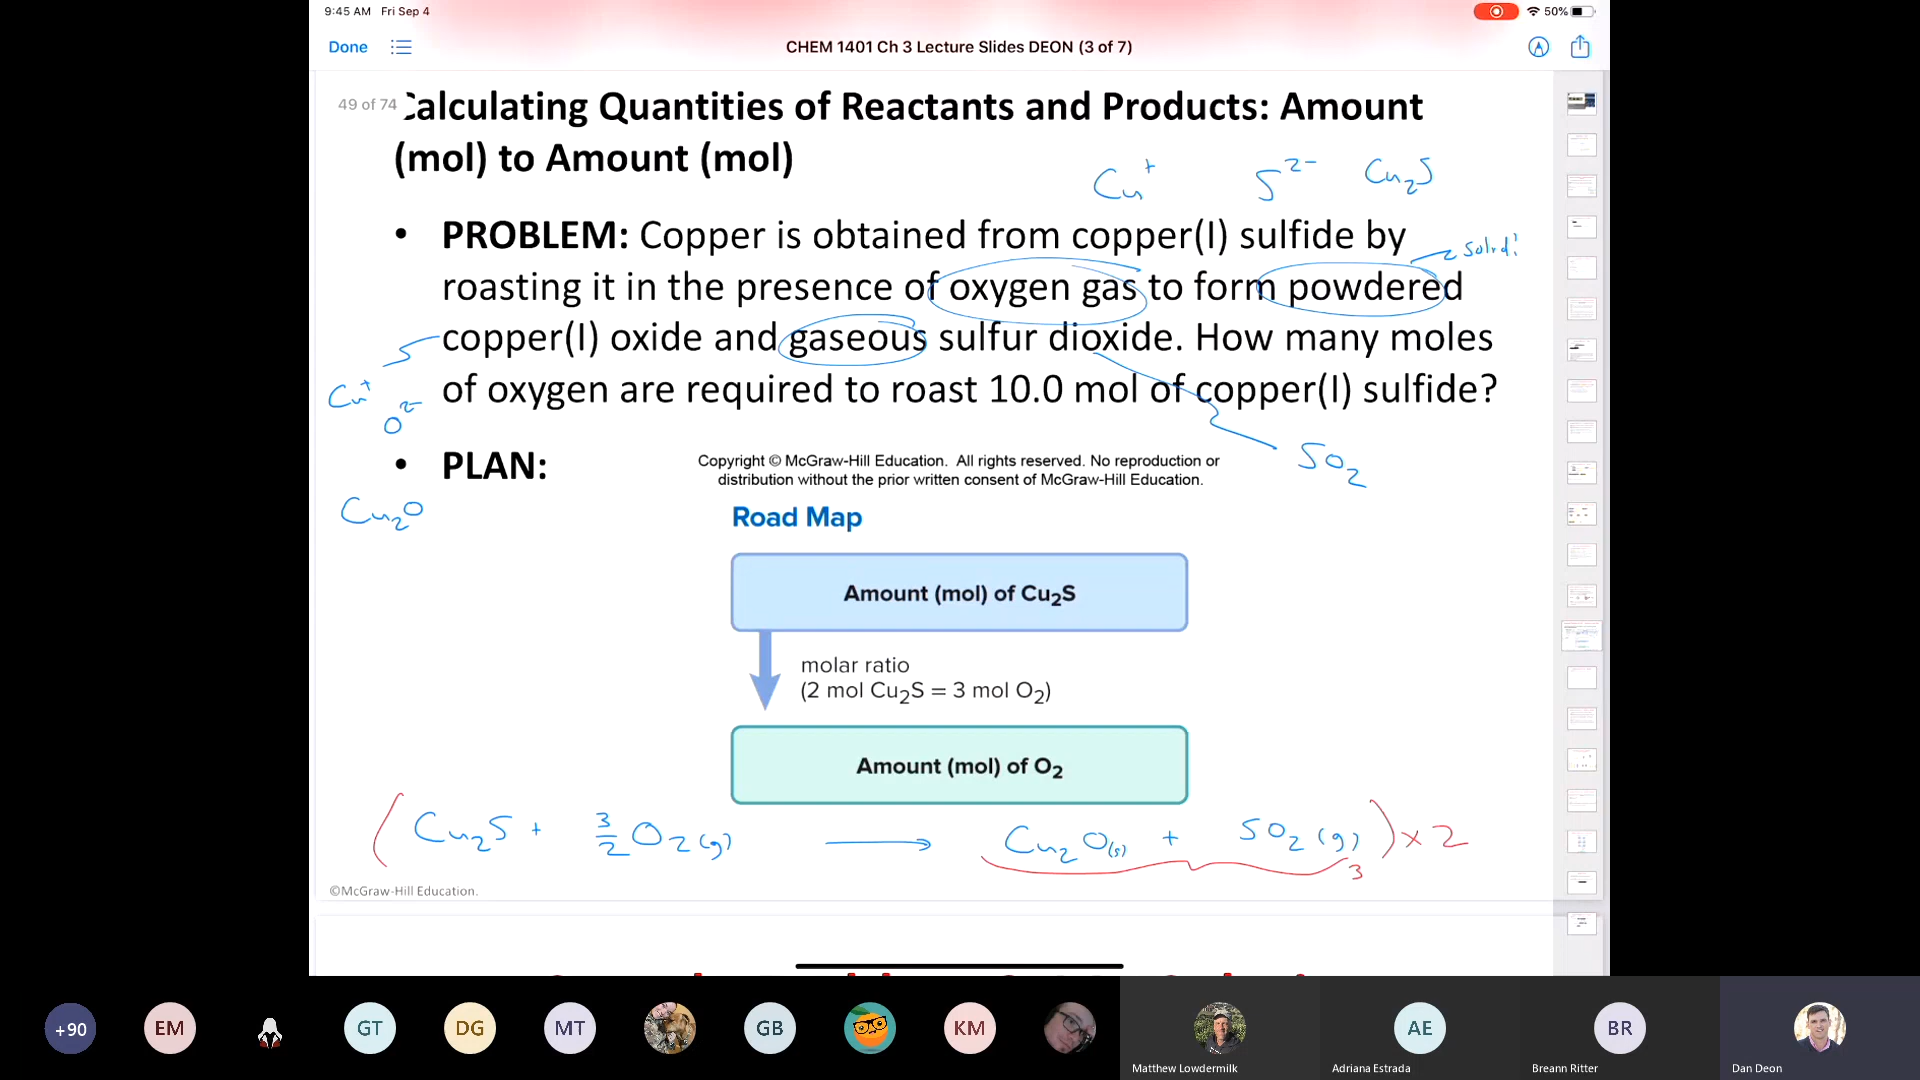 9:45 AM Fri Sep 4
50%
Done
CHEM 1401 Ch 3 Lecture Slides DEON (3 of 7)
49 of 74
Calculating Quantities of Reactants and Products: Amount
(mol) to Amount (mol)
Cu⁺ S²⁻ Cu₂S
• PROBLEM: Copper is obtained from copper(I) sulfide by
solid!
roasting it in the presence of oxygen gas to form powdered
copper(I) oxide and gaseous sulfur dioxide. How many moles
of oxygen are required to roast 10.0 mol of copper(I) sulfide?
Cu⁺
O²⁻
Cu₂O
SO₂
• PLAN:
Copyright © McGraw-Hill Education. All rights reserved. No reproduction or
distribution without the prior written consent of McGraw-Hill Education.
Road Map
Amount (mol) of Cu₂S
molar ratio
(2 mol Cu₂S = 3 mol O₂)
Amount (mol) of O₂
(Cu₂S + 3/2 O₂(g) → Cu₂O(s) + SO₂(g)) × 2
3
©McGraw-Hill Education.
+90
EM
GT
DG
MT
GB
KM
AE
BR
Matthew Lowdermilk
Adriana Estrada
Breann Ritter
Dan Deon